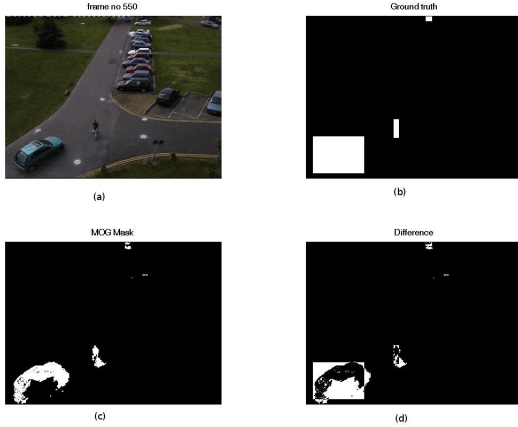 frame no 550
Ground truth
(a)
(b)
MOG Mask
Difference
(c)
(d)